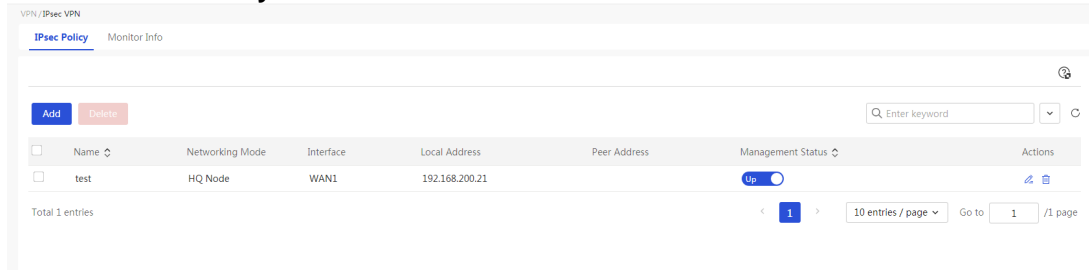 VPN / IPsec VPN
IPsec Policy Monitor Info
Add Delete Enter keyword
Name Networking Mode Interface Local Address Peer Address Management Status Actions
test HQ Node WAN1 192.168.200.21 Up
Total 1 entries 1 10 entries / page Go to 1 /1 page